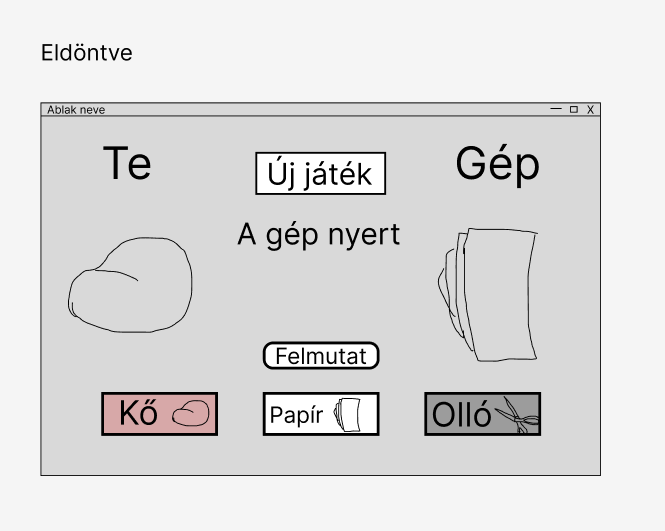 Eldöntve
Ablak neve
X
Te
Új játék
Gép
A gép nyert
Felmutat
Kő
Papír
Olló